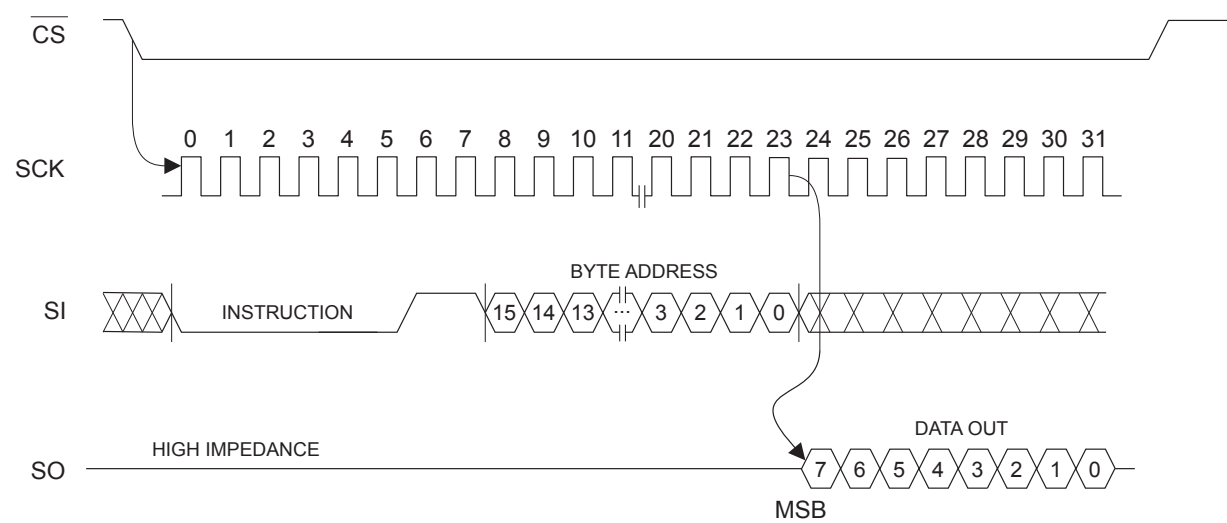 CS
0 1 2 3 4 5 6 7 8 9 10 11 20 21 22 23 24 25 26 27 28 29 30 31
SCK
BYTE ADDRESS
SI INSTRUCTION 15 14 13 ... 3 2 1 0
DATA OUT
HIGH IMPEDANCE
SO 7 6 5 4 3 2 1 0
MSB